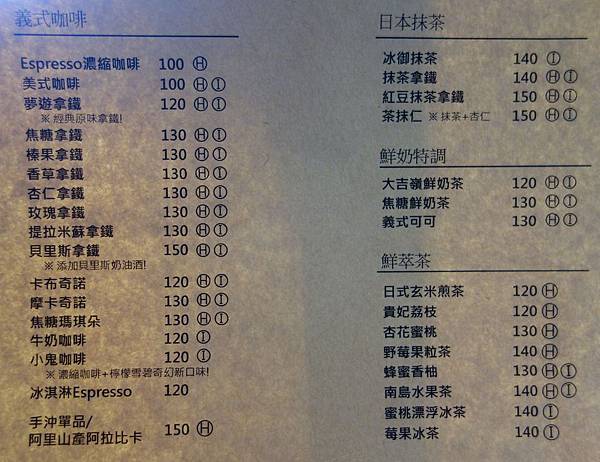 義式咖啡
Espresso濃縮咖啡 100 Ⓗ
美式咖啡 100 Ⓗ Ⓘ
夢遊拿鐵 120 Ⓗ Ⓘ
※ 經典原味拿鐵!
焦糖拿鐵 130 Ⓗ Ⓘ
榛果拿鐵 130 Ⓗ Ⓘ
香草拿鐵 130 Ⓗ Ⓘ
杏仁拿鐵 130 Ⓗ Ⓘ
玫瑰拿鐵 130 Ⓗ Ⓘ
提拉米蘇拿鐵 130 Ⓗ Ⓘ
貝里斯拿鐵 150 Ⓗ Ⓘ
※ 添加貝里斯奶油酒!
卡布奇諾 120 Ⓗ Ⓘ
摩卡奇諾 130 Ⓗ Ⓘ
焦糖瑪琪朵 130 Ⓗ Ⓘ
牛奶咖啡 120 Ⓘ
小鬼咖啡 120 Ⓘ
※ 濃縮咖啡+檸檬雪碧奇幻新口味!
冰淇淋Espresso 120
手沖單品/
阿里山產阿拉比卡 150 Ⓗ
日本抹茶
冰御抹茶 140 Ⓘ
抹茶拿鐵 140 Ⓗ Ⓘ
紅豆抹茶拿鐵 150 Ⓗ Ⓘ
茶抹仁 ※ 抹茶+杏仁 150 Ⓗ Ⓘ
鮮奶特調
大吉嶺鮮奶茶 120 Ⓗ Ⓘ
焦糖鮮奶茶 130 Ⓗ Ⓘ
義式可可 130 Ⓗ Ⓘ
鮮萃茶
日式玄米煎茶 120 Ⓗ
貴妃荔枝 120 Ⓗ
杏花蜜桃 130 Ⓗ
野莓果粒茶 140 Ⓗ
蜂蜜香柚 130 Ⓗ Ⓘ
南島水果茶 140 Ⓗ Ⓘ
蜜桃漂浮冰茶 140 Ⓘ
莓果冰茶 140 Ⓘ